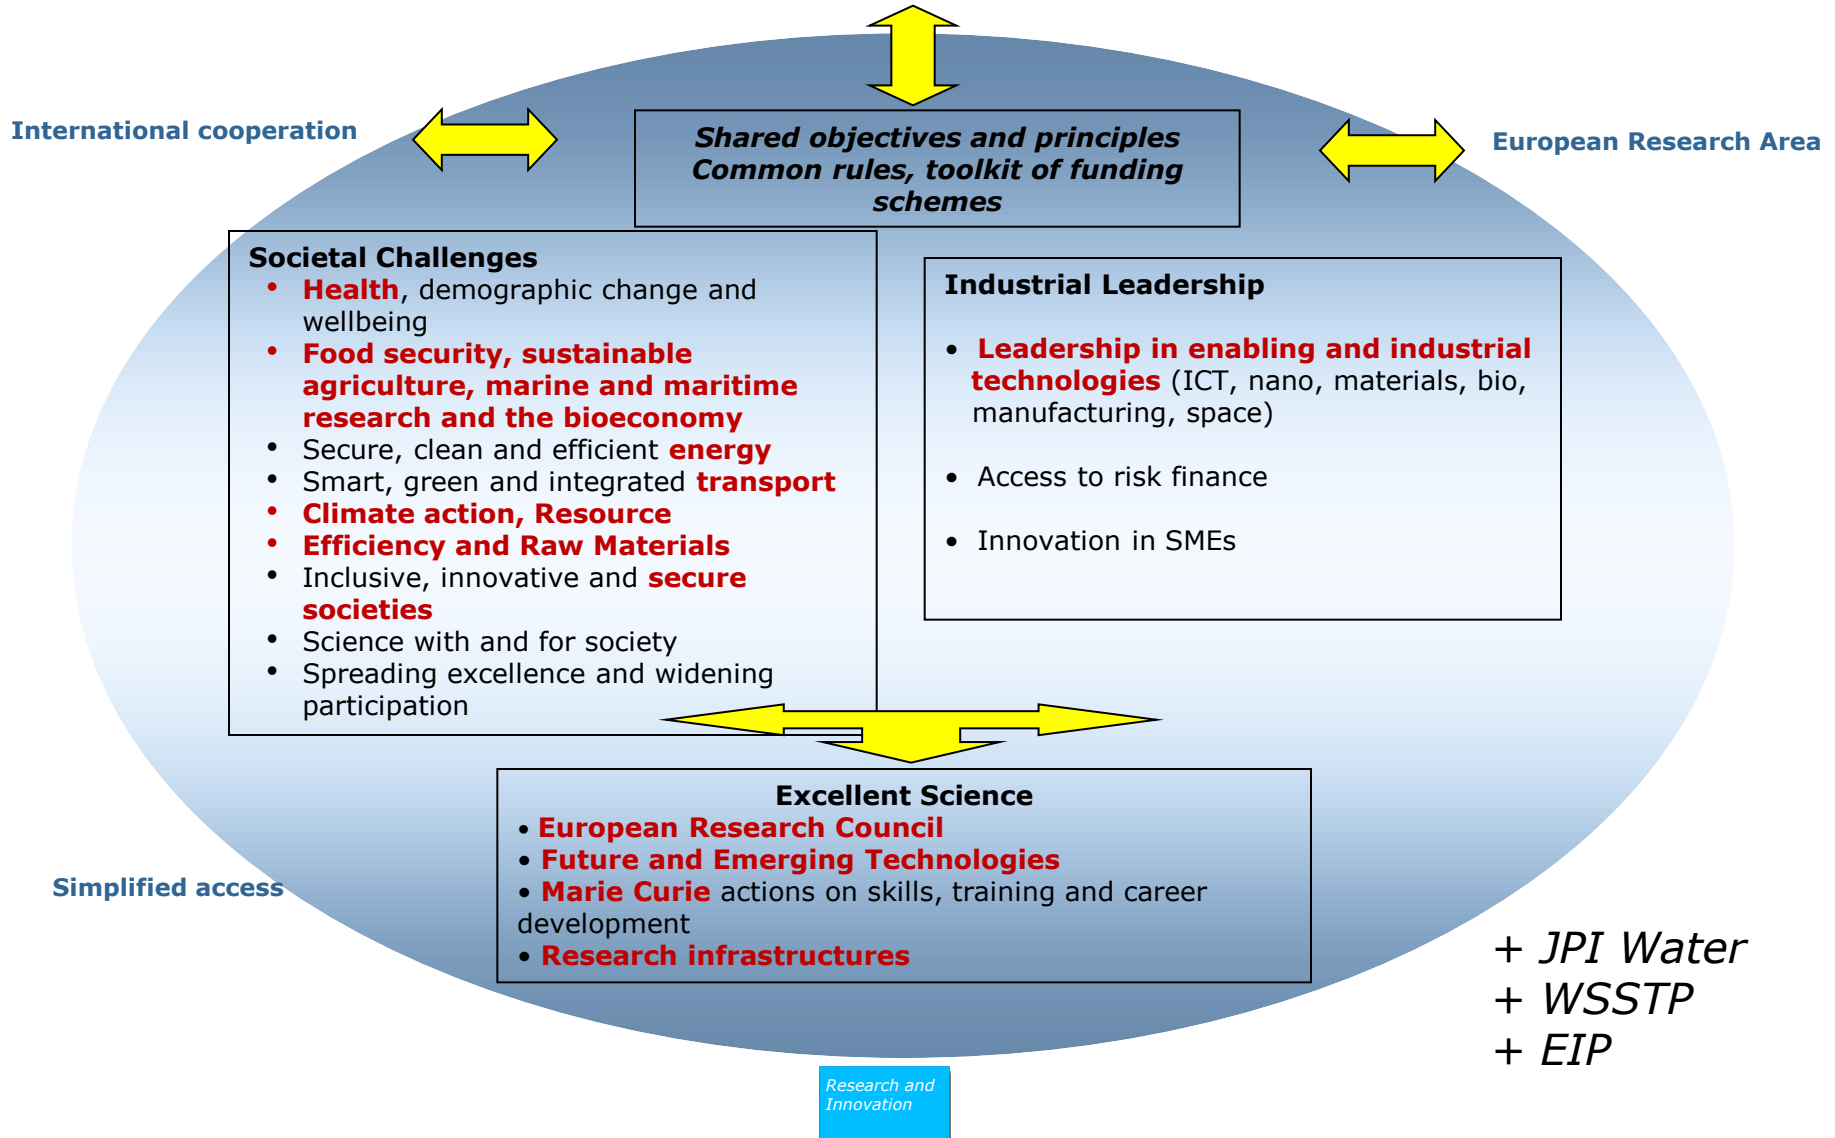 International cooperation
European Research Area
Shared objectives and principles
Common rules, toolkit of funding
schemes
Societal Challenges
• Health, demographic change and
wellbeing
• Food security, sustainable
agriculture, marine and maritime
research and the bioeconomy
• Secure, clean and efficient energy
• Smart, green and integrated transport
• Climate action, Resource
• Efficiency and Raw Materials
• Inclusive, innovative and secure
societies
• Science with and for society
• Spreading excellence and widening
participation
Industrial Leadership
• Leadership in enabling and industrial
technologies (ICT, nano, materials, bio,
manufacturing, space)
• Access to risk finance
• Innovation in SMEs
Excellent Science
• European Research Council
• Future and Emerging Technologies
• Marie Curie actions on skills, training and career
development
• Research infrastructures
Simplified access
+ JPI Water
+ WSSTP
+ EIP
Research and
Innovation